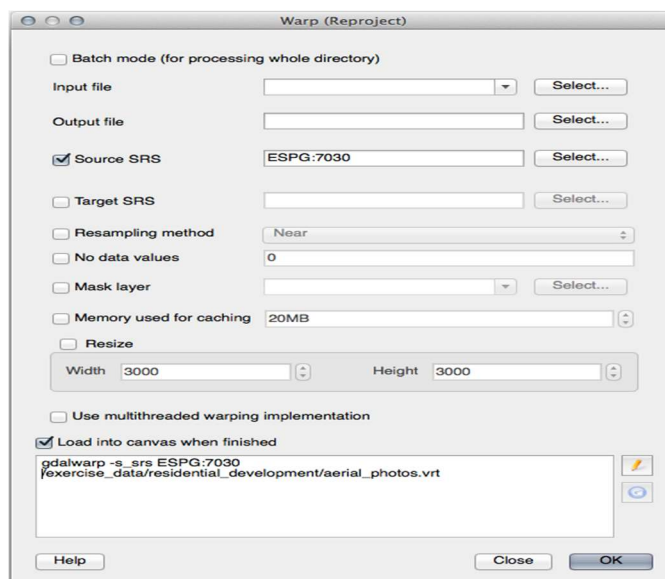 Warp (Reproject)
Batch mode (for processing whole directory)
Input file Select...
Output file Select...
Source SRS ESPG:7030 Select...
Target SRS Select...
Resampling method Near
No data values 0
Mask layer Select...
Memory used for caching 20MB
Resize
Width 3000 Height 3000
Use multithreaded warping implementation
Load into canvas when finished
gdalwarp -s_srs ESPG:7030
/exercise_data/residential_development/aerial_photos.vrt
Help Close OK